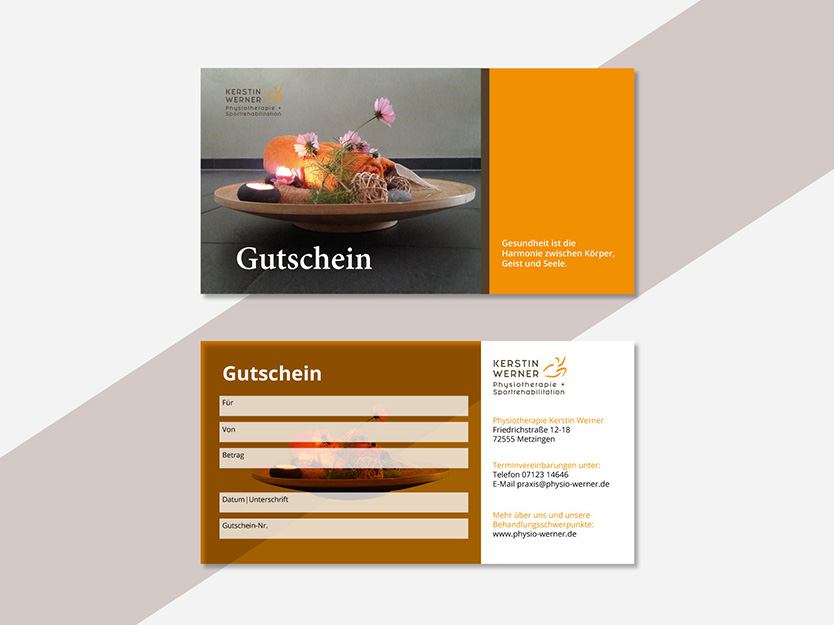 KERSTIN
WERNER
Physiotherapie +
Sportrehabilitation
Gutschein
Gesundheit ist die
Harmonie zwischen Körper,
Geist und Seele.
Gutschein
Für
Von
Betrag
Datum|Unterschrift
Gutschein-Nr.
KERSTIN
WERNER
Physiotherapie +
Sportrehabilitation
Physiotherapie Kerstin Werner
Friedrichstraße 12-18
72555 Metzingen
Terminvereinbarungen unter:
Telefon 07123 14646
E-Mail praxis@physio-werner.de
Mehr über uns und unsere
Behandlungsschwerpunkte:
www.physio-werner.de